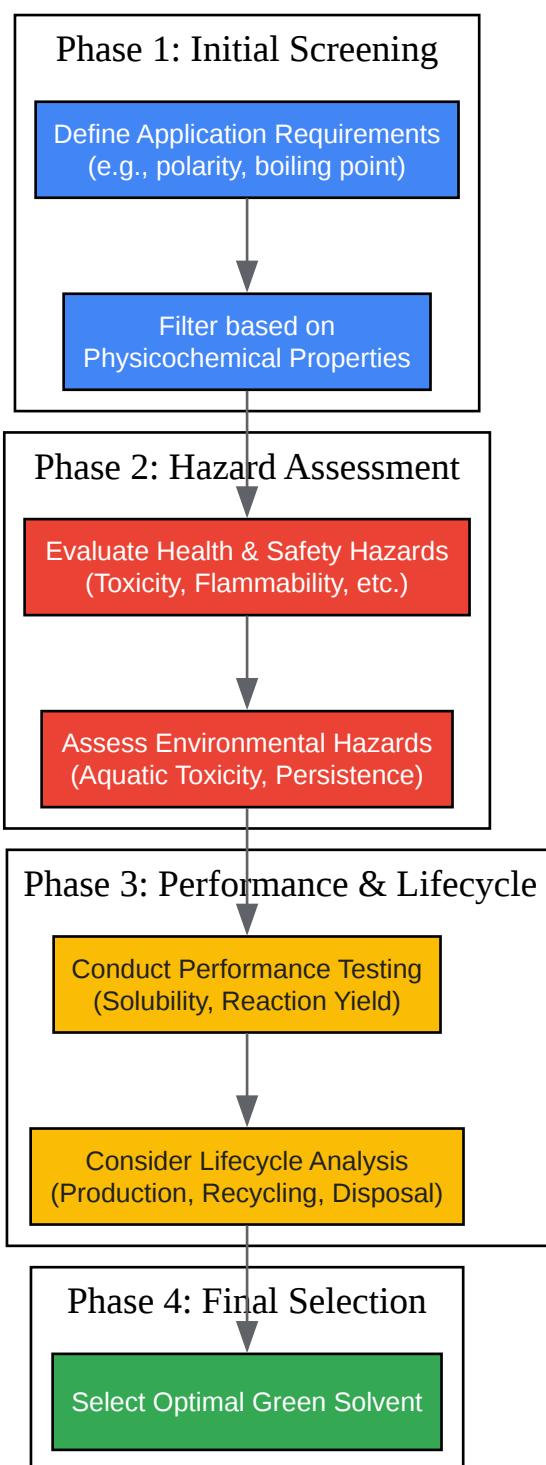 Phase 1: Initial Screening
Define Application Requirements
(e.g., polarity, boiling point)
Filter based on
Physicochemical Properties
Phase 2: Hazard Assessment
Evaluate Health & Safety Hazards
(Toxicity, Flammability, etc.)
Assess Environmental Hazards
(Aquatic Toxicity, Persistence)
Phase 3: Performance & Lifecycle
Conduct Performance Testing
(Solubility, Reaction Yield)
Consider Lifecycle Analysis
(Production, Recycling, Disposal)
Phase 4: Final Selection
Select Optimal Green Solvent